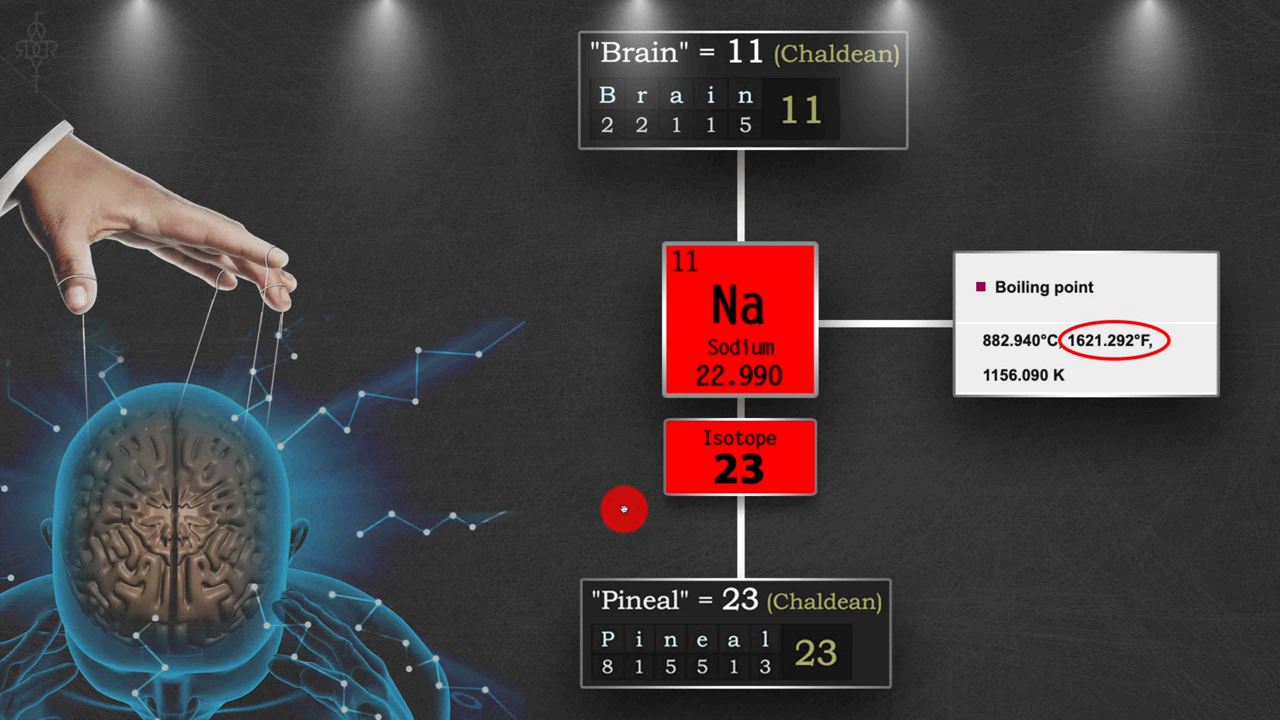 "Brain" = 11 (Chaldean)
B r a i n 11
2 2 1 1 5
11
Na
Sodium
22.990
Boiling point
882.940°C, 1621.292°F,
1156.090 K
Isotope
23
"Pineal" = 23 (Chaldean)
P i n e a l 23
8 1 5 5 1 3